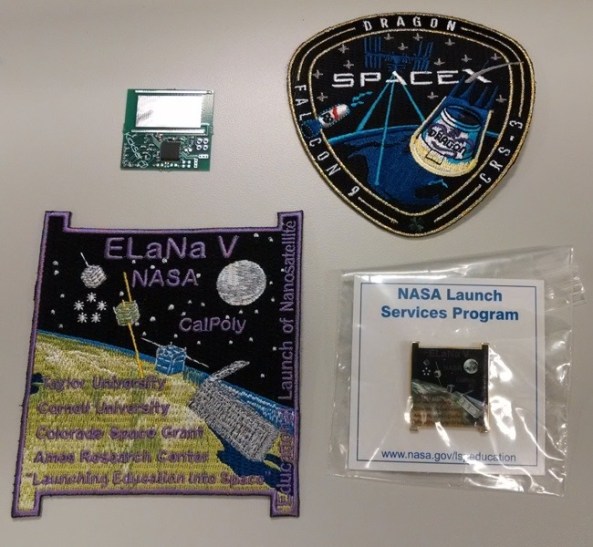 DRAGON
SPACEX
FALCON 9
DRAGON
CRS-3
ELaNa V
NASA
CalPoly
Taylor University
Cornell University
Colorado Space Grant
Ames Research Center
"Launching Education into Space"
Educational Launch of Nanosatellite
NASA Launch
Services Program
ELaNa V
www.nasa.gov/ education